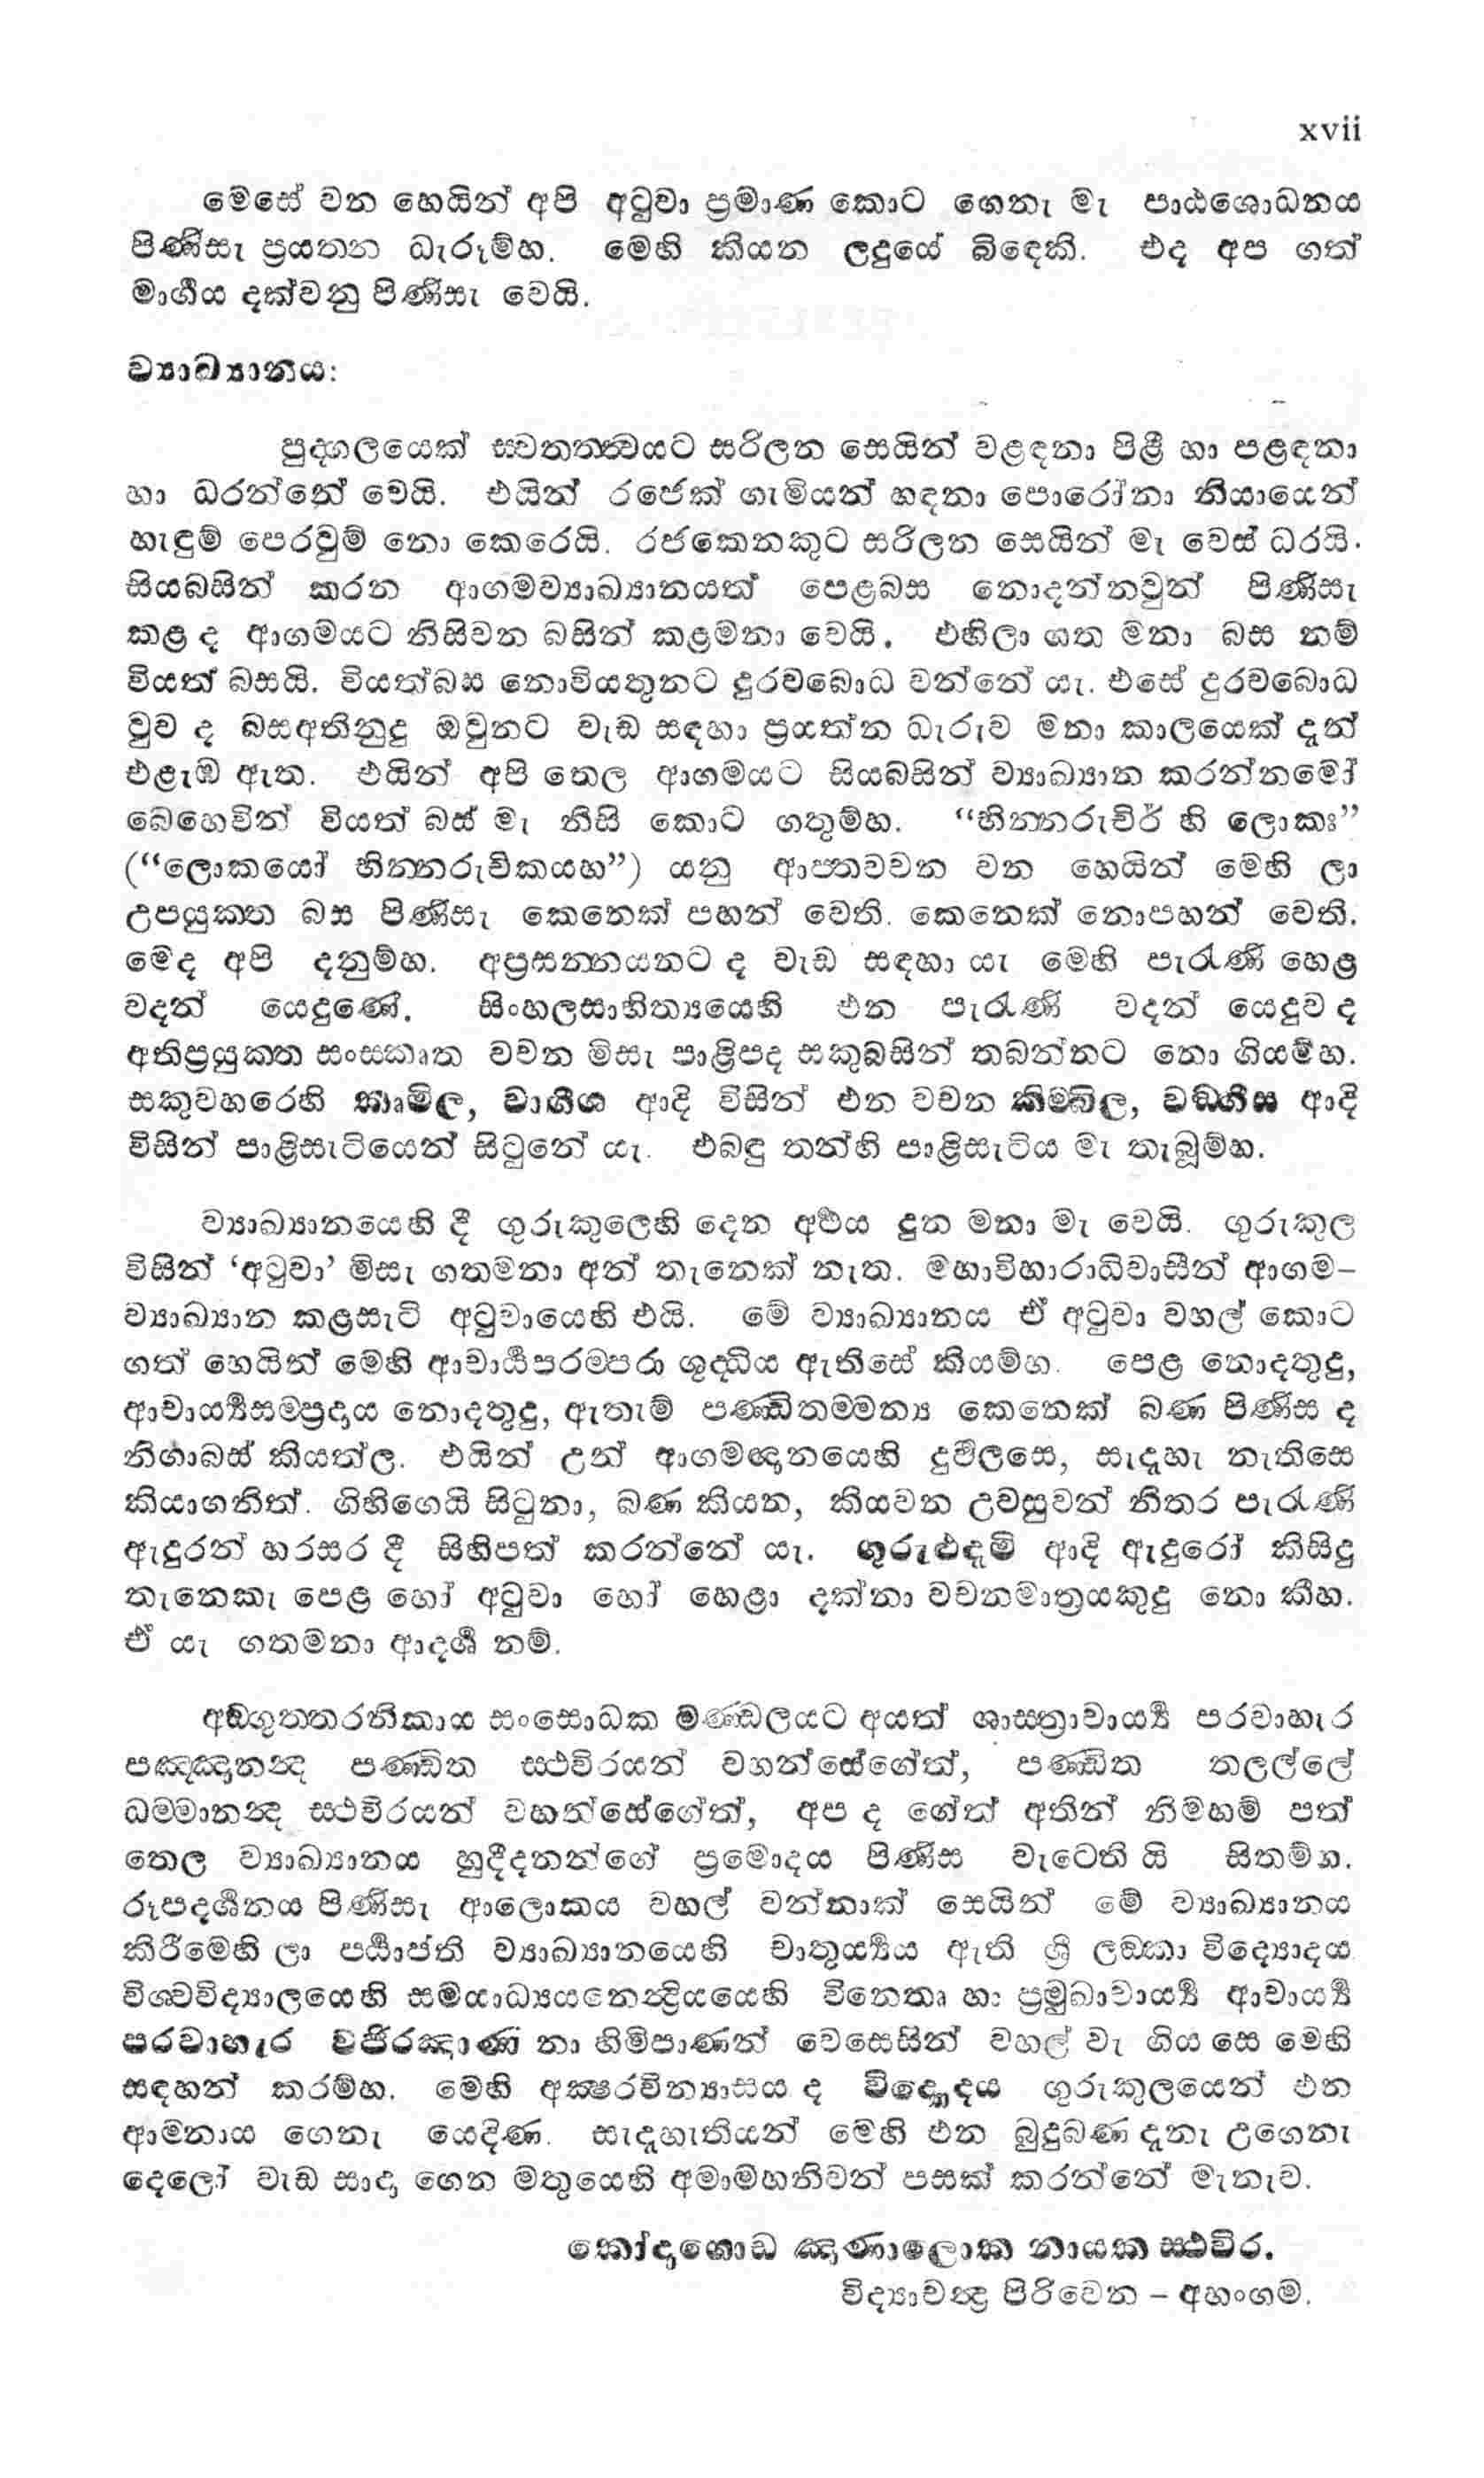 xvii
මෙසේ වන හෙයින් අපි අටුවා ප්‍රමාණ කොට ගෙනැ මැ පාඨශොධනය
පිණිසැ ප්‍රයත්න ධැරූම්හ. මෙහි කියන ලදුයේ බිඳෙකි. එද අප ගත්
මාර්‍ගය දක්වනු පිණිසැ වෙයි.
ව්‍යාඛ්‍යානය:
පුද්ගලයෙක් ස්වතත්ත්වයට සරිලන සෙයින් වළඳනා පිළී හා පළඳනා
හා ධරන්නේ වෙයි. එයින් රජෙක් ගැමියන් හඳනා පොරෝනා නියායෙන්
හැඳුම් පෙරවුම් නො කෙරෙයි. රජකෙනකුට සරිලන සෙයින් මැ වෙස් ධරයි.
සියබසින් කරන ආගමව්‍යාඛ්‍යානයත් පෙළබස නොදන්නවුන් පිණිසැ
කළ ද ආගමයට නිසිවන බසින් කළමනා වෙයි. එහිලා ගත මනා බස නම්
වියත් බසයි. වියත්බස නොවියතුනට දුරවබොධ වන්නේ යැ. එසේ දුරවබොධ
වුව ද බසඅතිනුදු ඔවුනට වැඩ සඳහා ප්‍රයත්න ධැරුව මනා කාලයෙක් දැන්
එළැඹ ඇත. එයින් අපි තෙල ආගමයට සියබසින් ව්‍යාඛ්‍යාන කරන්නමෝ
බෙහෙවින් වියත් බස් මැ නිසි කොට ගතුම්හ. “භින්නරුචිර් හි ලොකඃ”
(“ලොකයෝ භින්නරුචිකයහ”) යනු ආප්තවචන වන හෙයින් මෙහි ලා
උපයුක්ත බස පිණිසැ කෙනෙක් පහන් වෙති. කෙනෙක් නොපහන් වෙති.
මේද අපි දනුම්හ. අප්‍රසන්නයනට ද වැඩ සඳහා යැ මෙහි පැරැණි හෙළ
වදන් යෙදුණේ. සිංහලසාහිත්‍යයෙහි එන පැරැණි වදන් යෙදුව ද
අතිප්‍රයුක්ත සංස්කෘත වචන මිසැ පාළිපද සකුබසින් තබන්නට නො ගියම්හ.
සකුවහරෙහි කෘමිල, වාගීශ ආදි විසින් එන වචන කිම්බිල, වඞ්ගීස ආදි
විසින් පාළිසැටියෙන් සිටුනේ යැ. එබඳු තන්හි පාළිසැටිය මැ තැබූම්හ.
ව්‍යාඛ්‍යානයෙහි දී ගුරුකුලෙහි දෙන අර්‍ථය දුන මනා මැ වෙයි. ගුරුකුල
විසින් ‘අටුවා’ මිසැ ගතමනා අන් තැනෙක් නැත. මහාවිහාරාධිවාසීන් ආගම–
ව්‍යාඛ්‍යාන කළසැටි අටුවායෙහි එයි. මේ ව්‍යාඛ්‍යානය ඒ අටුවා වහල් කොට
ගත් හෙයින් මෙහි ආචාර්‍ය්‍යපරම්පරා ශුද්ධිය ඇතිසේ කියම්හ. පෙළ නොදතුදු,
ආචාර්‍ය්‍යසම්ප්‍රදාය නොදතුදු, ඇතැම් පණ්ඩිතම්මන්‍ය කෙනෙක් බණ පිණිස ද
නිගාබස් කියත්ල. එයින් උන් ආගමඥානයෙහි දුර්‍වලසෙ, සැදැහැ නැතිසෙ
කියාගනිත්. ගිහිගෙයි සිටුනා, බණ කියන, කියවන උවසුවන් නිතර පැරැණි
ඇදුරන් හරසර දී සිහිපත් කරන්නේ යැ. ගුරුළුදැමි ආදි ඇදුරෝ කිසිදු
තැනෙකැ පෙළ හෝ අටුවා හෝ හෙළා දක්නා වචනමාත්‍රයකුදු නො කීහ.
ඒ යැ ගතමනා ආදර්‍ශ නම්.
අඞ්ගුත්තරනිකාය සංසොධක මණ්ඩලයට අයත් ශාස්ත්‍රාචාර්‍ය්‍ය පරවාහැර
පඤ්ඤානන්ද පණ්ඩිත ස්ථවිරයන් වහන්සේගේත්, පණ්ඩිත තලල්ලේ
ධම්මානන්ද ස්ථවිරයන් වහන්සේගේත්, අප ද ගේත් අතින් නිමහම් පත්
තෙල ව්‍යාඛ්‍යානය හුදීදනන්ගේ ප්‍රමොදය පිණිස වැටෙතී යි සිතම්හ.
රූපදර්‍ශනය පිණිසැ ආලොකය වහල් වන්නාක් සෙයින් මේ ව්‍යාඛ්‍යානය
කිරීමෙහි ලා පර්‍ය්‍යාප්ති ව්‍යාඛ්‍යානයෙහි චාතුර්‍ය්‍යය ඇති ශ්‍රී ලඞ්කා විද්‍යොදය
විශ්වවිද්‍යාලයෙහි සමයාධ්‍යයනෙන්ද්‍රියයෙහි විනෙතෘ හා ප්‍රමුඛාචාර්‍ය්‍ය ආචාර්‍ය්‍ය
පරවාහැර වජිරඤාණ නා හිමිපාණන් වෙසෙසින් වහල් වැ ගිය සෙ මෙහි
සඳහන් කරම්හ. මෙහි අක්ෂරවින්‍යාසය ද විද්‍යොදය ගුරුකුලයෙන් එන
ආම්නාය ගෙනැ යෙදිණ. සැදැහැතියන් මෙහි එන බුදුබණ දැනැ උගෙනැ
දෙලෝ වැඩ සාදා ගෙන මතුයෙහි අමාමහනිවන් පසක් කරන්නේ මැනැව.
කෝදාගොඩ ඤාණාලොක නායක ස්ථවිර.
විද්‍යාචන්ද්‍ර පිරිවෙන – අහංගම.